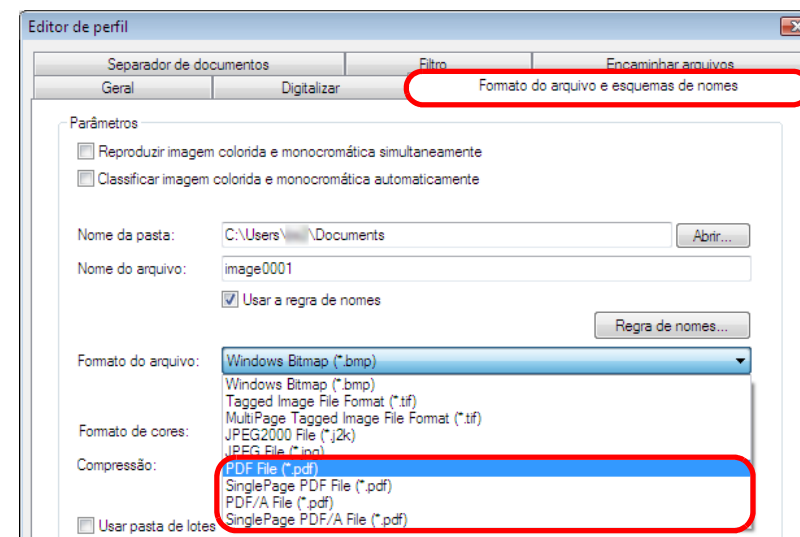 Editor de perfil
Separador de documentos Filtro Encaminhar arquivos
Geral Digitalizar Formato do arquivo e esquemas de nomes
Parâmetros
Reproduzir imagem colorida e monocromática simultaneamente
Classificar imagem colorida e monocromática automaticamente
Nome da pasta: C:\Users\ \Documents Abrir...
Nome do arquivo: image0001
Usar a regra de nomes
Regra de nomes...
Formato do arquivo: Windows Bitmap (*.bmp)
Windows Bitmap (*.bmp)
Tagged Image File Format (*.tif)
MultiPage Tagged Image File Format (*.tif)
Formato de cores: JPEG2000 File (*.j2k)
JPEG File (*.jpg)
Compressão: PDF File (*.pdf)
SinglePage PDF File (*.pdf)
PDF/A File (*.pdf)
Usar pasta de lotes SinglePage PDF/A File (*.pdf)